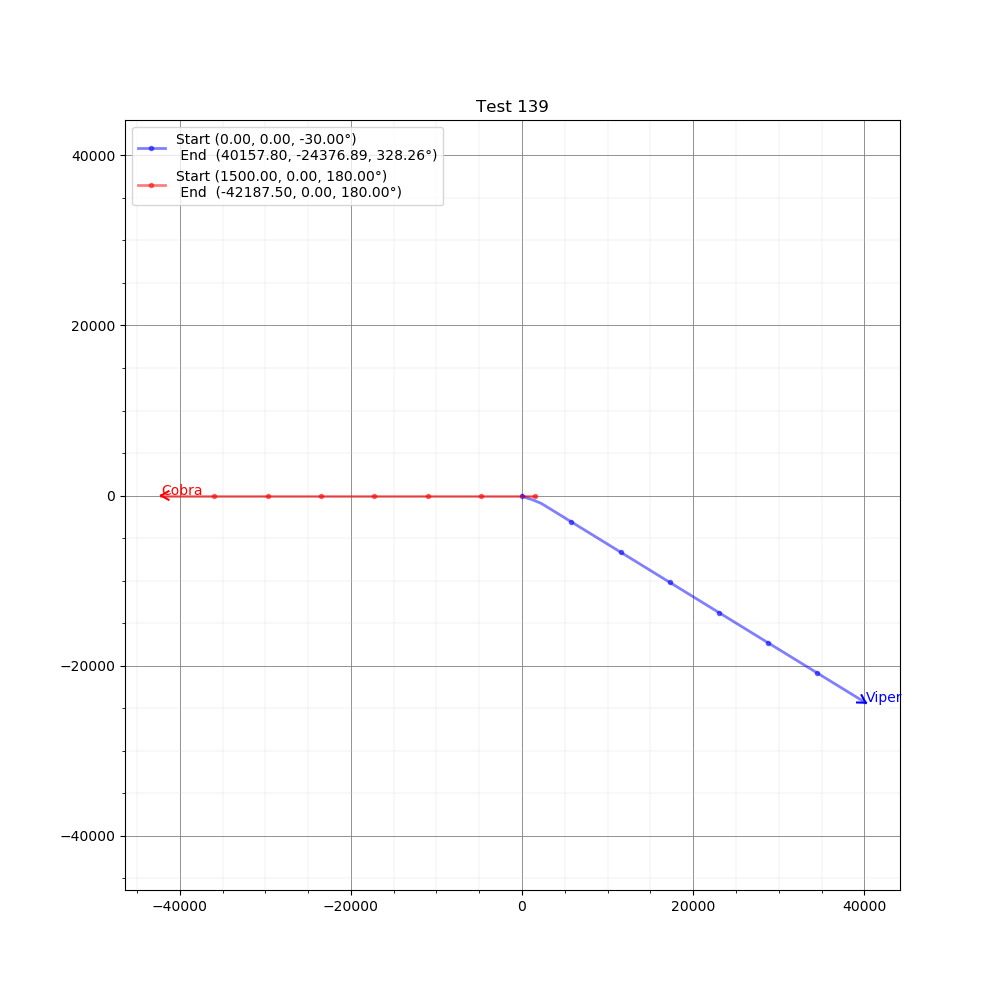 Test 139
Start (0.00, 0.00, -30.00°)
End (40157.80, -24376.89, 328.26°)
Start (1500.00, 0.00, 180.00°)
End (-42187.50, 0.00, 180.00°)
40000
20000
0
−20000
−40000
Cobra
Viper
−40000
−20000
0
20000
40000